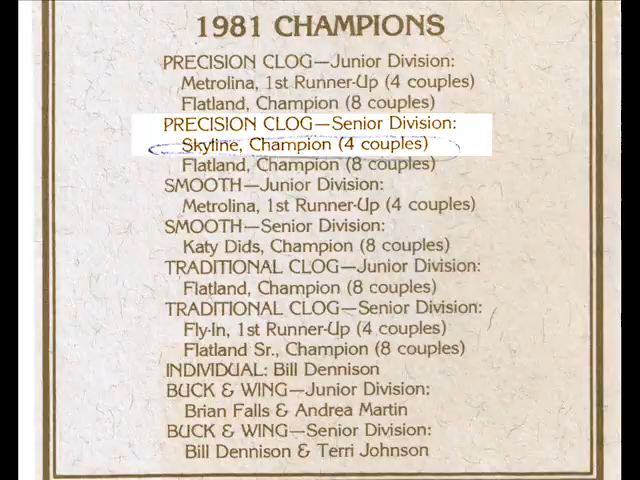 1981 CHAMPIONS
PRECISION CLOG—Junior Division:
Metrolina, 1st Runner-Up (4 couples)
Flatland, Champion (8 couples)
PRECISION CLOG—Senior Division:
Skyline, Champion (4 couples)
Flatland, Champion (8 couples)
SMOOTH—Junior Division:
Metrolina, 1st Runner-Up (4 couples)
SMOOTH—Senior Division:
Katy Dids, Champion (8 couples)
TRADITIONAL CLOG—Junior Division:
Flatland, Champion (8 couples)
TRADITIONAL CLOG—Senior Division:
Fly-In, 1st Runner-Up (4 couples)
Flatland Sr., Champion (8 couples)
INDIVIDUAL: Bill Dennison
BUCK & WING—Junior Division:
Brian Falls & Andrea Martin
BUCK & WING—Senior Division:
Bill Dennison & Terri Johnson